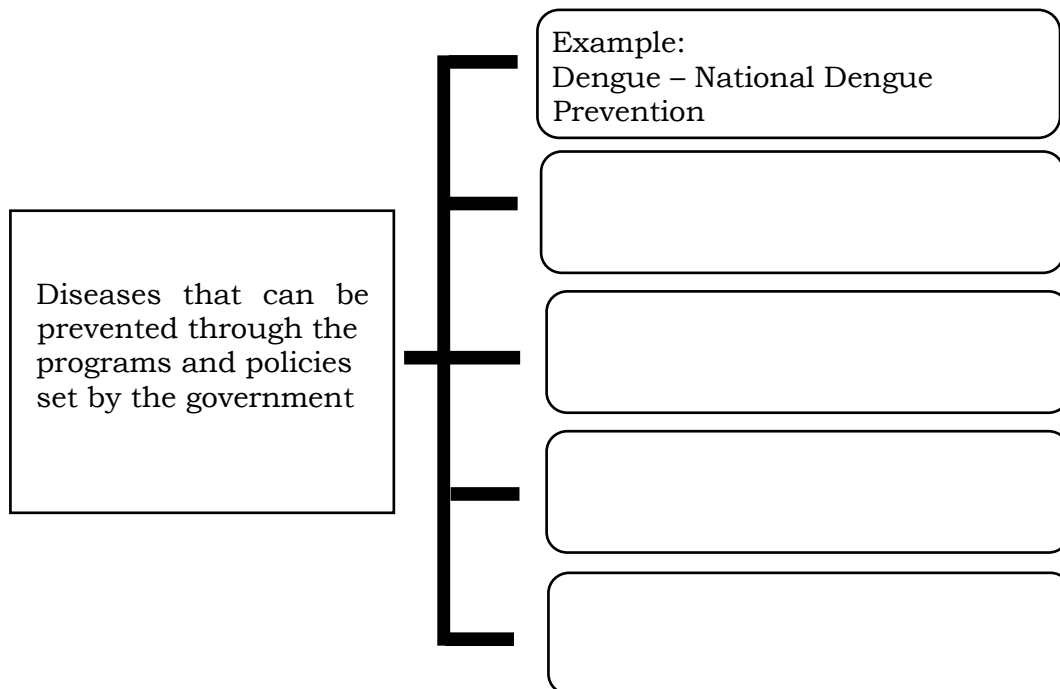 Example:
Dengue – National Dengue
Prevention
Diseases that can be
prevented through the
programs and policies
set by the government